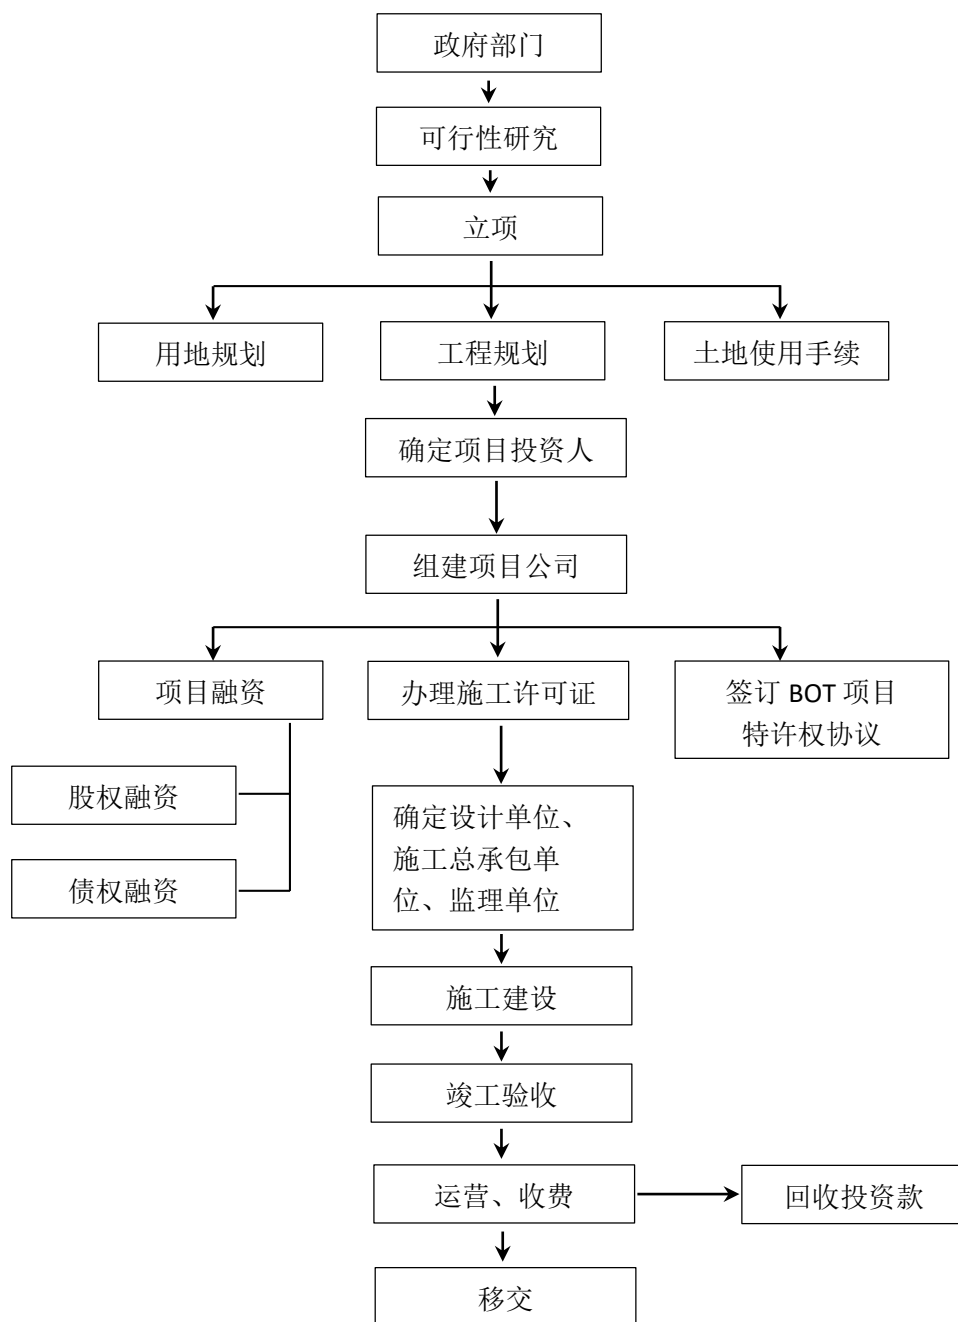 政府部门
可行性研究
立项
用地规划
工程规划
土地使用手续
确定项目投资人
组建项目公司
项目融资
办理施工许可证
签订 BOT 项目
特许权协议
股权融资
债权融资
确定设计单位、
施工总承包单
位、监理单位
施工建设
竣工验收
运营、收费
回收投资款
移交